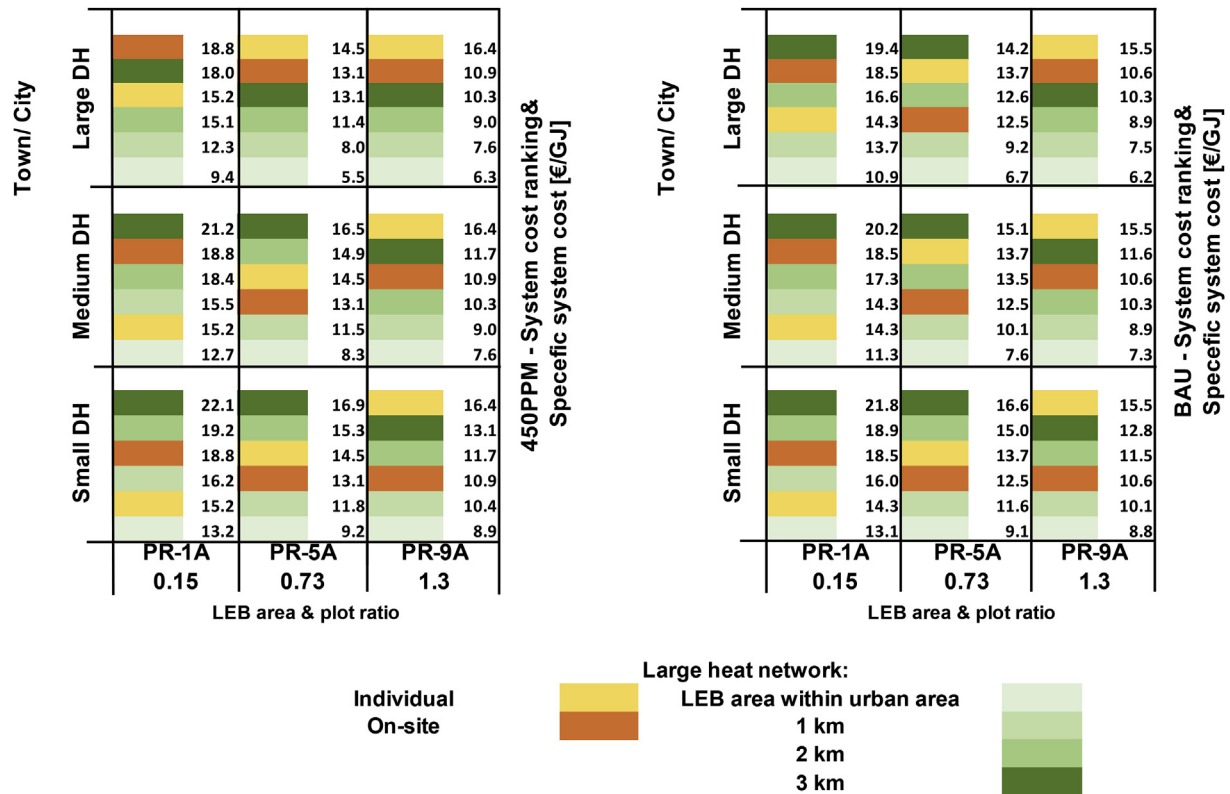 Town/ City
Large DH
18.8 14.5 16.4
18.0 13.1 10.9
15.2 13.1 10.3
15.1 11.4 9.0
12.3 8.0 7.6
9.4 5.5 6.3
Medium DH
21.2 16.5 16.4
18.8 14.9 11.7
18.4 14.5 10.9
15.5 13.1 10.3
15.2 11.5 9.0
12.7 8.3 7.6
Small DH
22.1 16.9 16.4
19.2 15.3 13.1
18.8 14.5 11.7
16.2 13.1 10.9
15.2 11.8 10.4
13.2 9.2 8.9
PR-1A PR-5A PR-9A
0.15 0.73 1.3
LEB area & plot ratio
450PPM - System cost ranking&
Specefic system cost [€/GJ]
Town/ City
Large DH
19.4 14.2 15.5
18.5 13.7 10.6
16.6 12.6 10.3
14.3 12.5 8.9
13.7 9.2 7.5
10.9 6.7 6.2
Medium DH
20.2 15.1 15.5
18.5 13.7 11.6
17.3 13.5 10.6
14.3 12.5 10.3
14.3 10.1 8.9
11.3 7.6 7.3
Small DH
21.8 16.6 15.5
18.9 15.0 12.8
18.5 13.7 11.5
16.0 12.5 10.6
14.3 11.6 10.1
13.1 9.1 8.8
PR-1A PR-5A PR-9A
0.15 0.73 1.3
LEB area & plot ratio
BAU - System cost ranking&
Specefic system cost [€/GJ]
Large heat network:
Individual LEB area within urban area
On-site 1 km
2 km
3 km